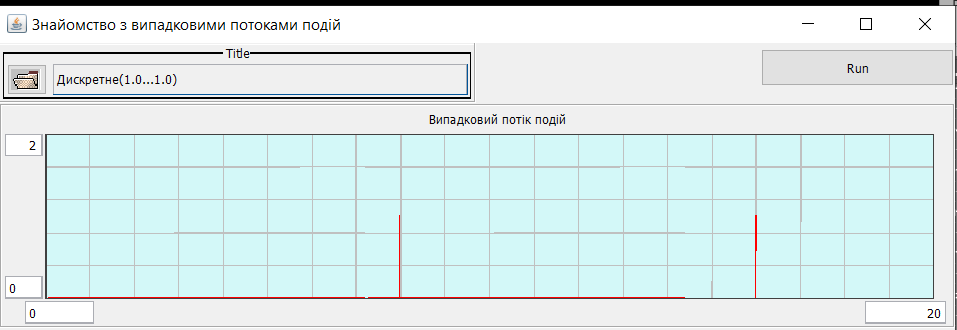 Знайомство з випадковими потоками подій
Title
Дискретне(1.0...1.0)
Run
Випадковий потік подій
2
0
0
20